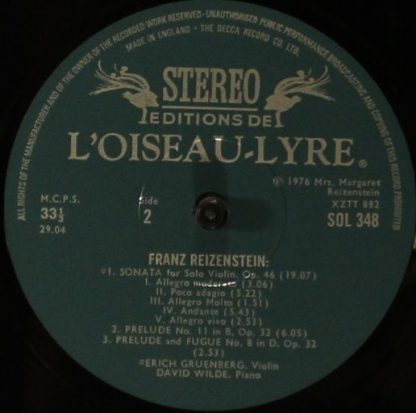 ALL RIGHTS OF THE MANUFACTURER AND OF THE OWNER OF THE RECORDED WORK RESERVED · UNAUTHORISED PUBLIC PERFORMANCE BROADCASTING AND COPYING OF THIS RECORD PROHIBITED
MADE IN ENGLAND · THE DECCA RECORD CO. LTD.
STEREO
EDITIONS DE
L'OISEAU-LYRE®
℗ 1976 Mrs. Margaret
Reizenstein
M.C.P.S.
Side
XZTT 882
33⅓
2
SOL 348
29.04
FRANZ REIZENSTEIN:
1. SONATA for Solo Violin, Op. 46 (19.07)
I. Allegro moderato (3.06)
II. Poco adagio (5.22)
III. Allegro Molto (1.51)
IV. Andante (5.43)
V. Allegro vivo (2.53)
2. PRELUDE No. 11 in B, Op. 32 (6.05)
3. PRELUDE and FUGUE No. 8 in D, Op. 32
(2.53)
ERICH GRUENBERG, Violin
DAVID WILDE, Piano